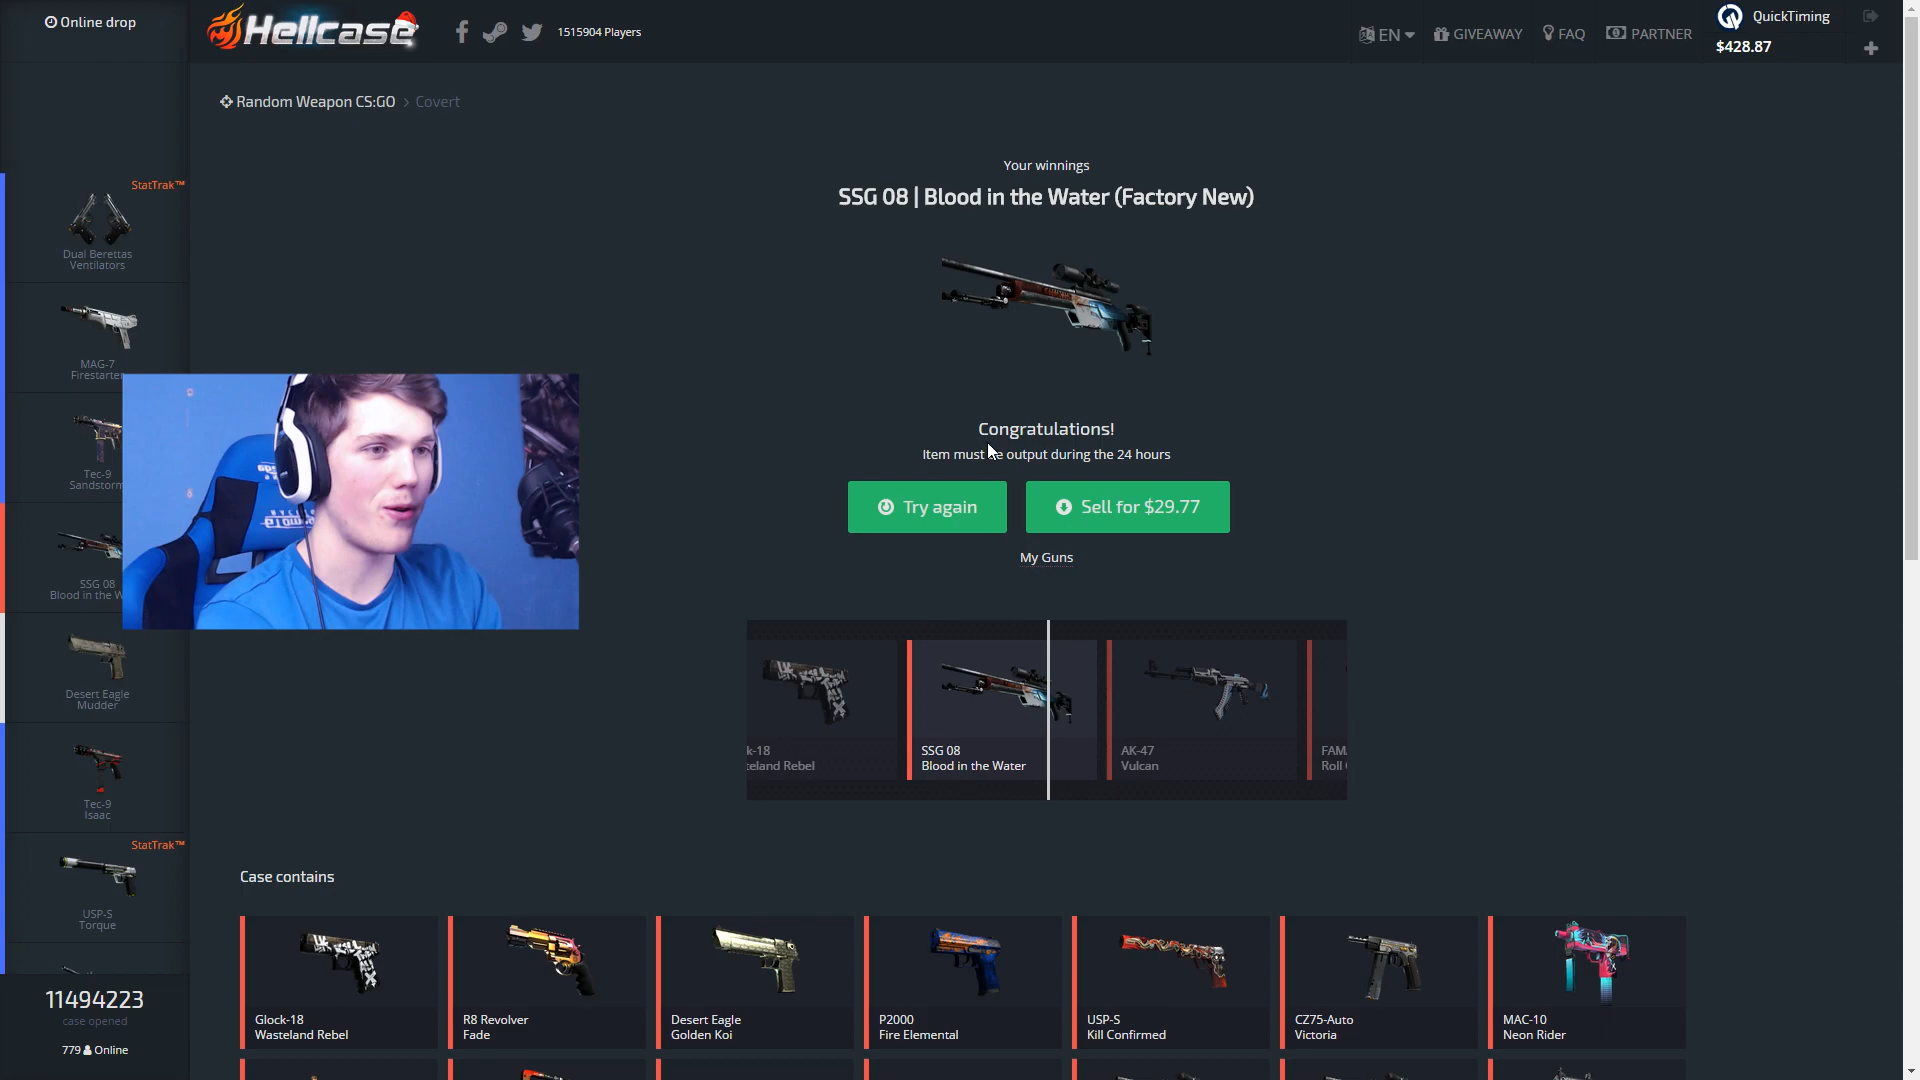 Online drop
Hellcase
1515904 Players
EN
GIVEAWAY
FAQ
PARTNER
QuickTiming
$428.87
Random Weapon CS:GO > Covert
StatTrak™
Dual Berettas
Ventilators
MAG-7
Firestarter
Tec-9
Sandstorm
SSG 08
Blood in the W
Desert Eagle
Mudder
Tec-9
Isaac
StatTrak™
USP-S
Torque
11494223
case opened
779 Online
Your winnings
SSG 08 | Blood in the Water (Factory New)
Congratulations!
Item must be output during the 24 hours
Try again
Sell for $29.77
My Guns
k-18
teland Rebel
SSG 08
Blood in the Water
AK-47
Vulcan
FAM
Roll
Case contains
Glock-18
Wasteland Rebel
R8 Revolver
Fade
Desert Eagle
Golden Koi
P2000
Fire Elemental
USP-S
Kill Confirmed
CZ75-Auto
Victoria
MAC-10
Neon Rider